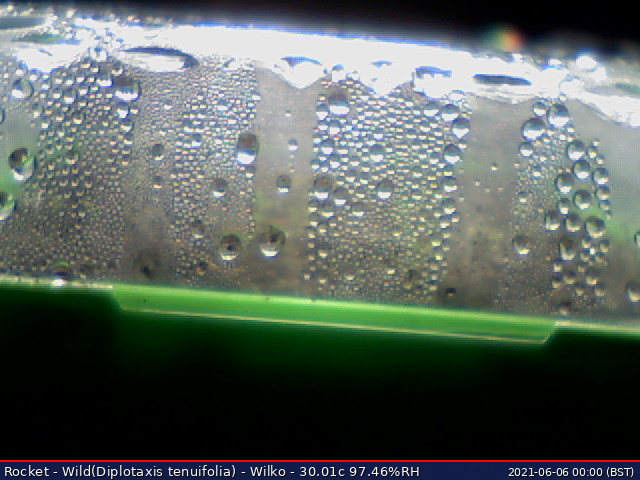 Rocket - Wild(Diplotaxis tenuifolia) - Wilko - 30.01c 97.46%RH
2021-06-06 00:00 (BST)